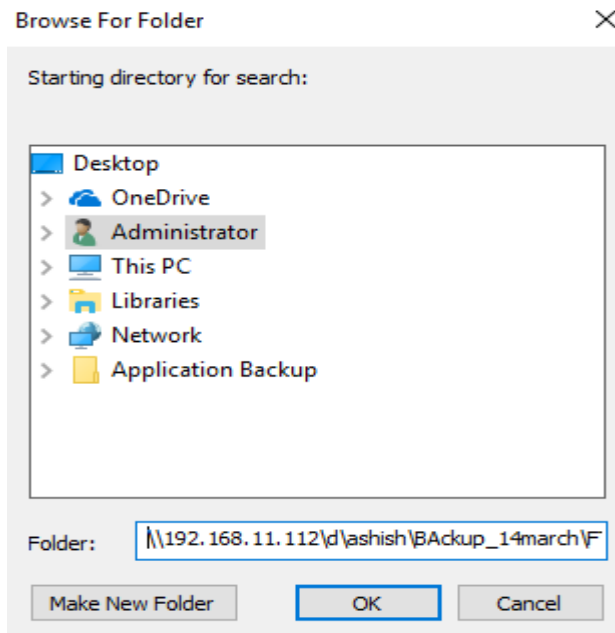 Browse For Folder
Starting directory for search:
Desktop
OneDrive
Administrator
This PC
Libraries
Network
Application Backup
Folder: \\192.168.11.112\d\ashish\BAckup_14march\F
Make New Folder OK Cancel